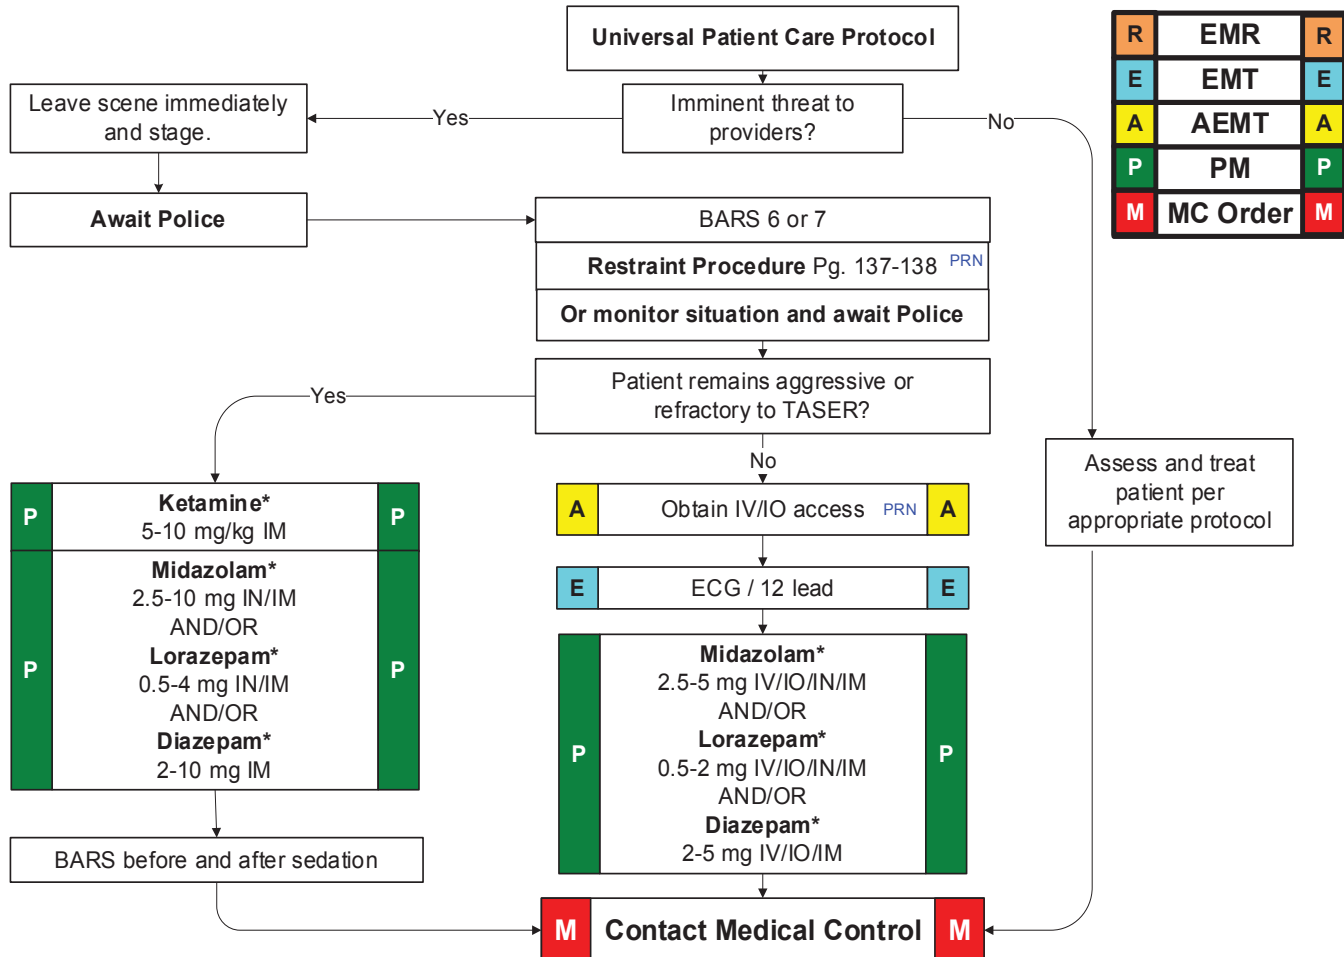 Universal Patient Care Protocol
Imminent threat to
providers?
Yes
No
Leave scene immediately
and stage.
Await Police
BARS 6 or 7
Restraint Procedure Pg. 137-138 PRN
Or monitor situation and await Police
Patient remains aggressive or
refractory to TASER?
Yes
No
P Ketamine* P
5-10 mg/kg IM
Midazolam*
2.5-10 mg IN/IM
AND/OR
P Lorazepam* P
0.5-4 mg IN/IM
AND/OR
Diazepam*
2-10 mg IM
BARS before and after sedation
A Obtain IV/IO access PRN A
E ECG / 12 lead E
Midazolam*
2.5-5 mg IV/IO/IN/IM
AND/OR
Lorazepam*
P 0.5-2 mg IV/IO/IN/IM P
AND/OR
Diazepam*
2-5 mg IV/IO/IM
Assess and treat
patient per
appropriate protocol
M Contact Medical Control M
R EMR R
E EMT E
A AEMT A
P PM P
M MC Order M